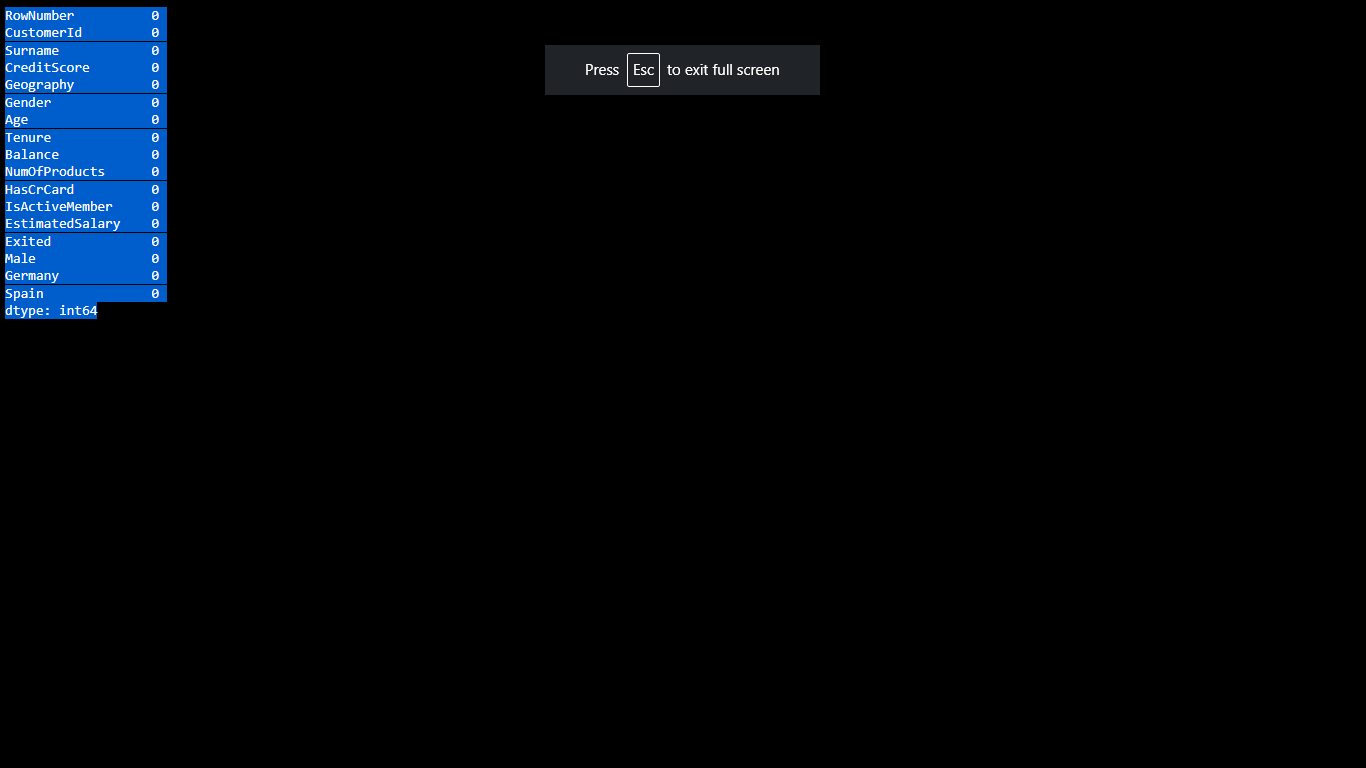 RowNumber 0
CustomerId 0
Surname 0
CreditScore 0
Geography 0
Gender 0
Age 0
Tenure 0
Balance 0
NumOfProducts 0
HasCrCard 0
IsActiveMember 0
EstimatedSalary 0
Exited 0
Male 0
Germany 0
Spain 0
dtype: int64
Press Esc to exit full screen